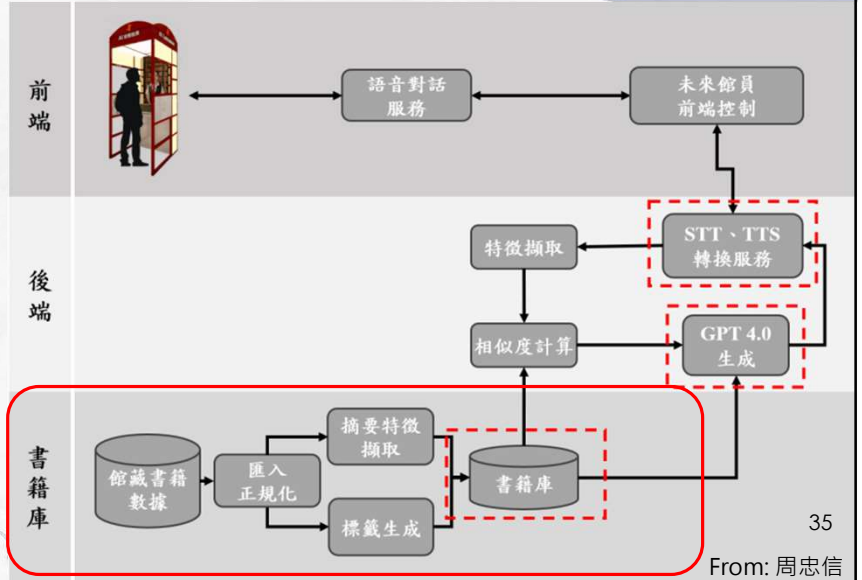 前端
語音對話
服務
未來館員
前端控制
後端
特徵擷取
STT、TTS
轉換服務
相似度計算
GPT 4.0
生成
書籍庫
館藏書籍
數據
匯入
正規化
摘要特徵
擷取
標籤生成
書籍庫
35
From: 周忠信